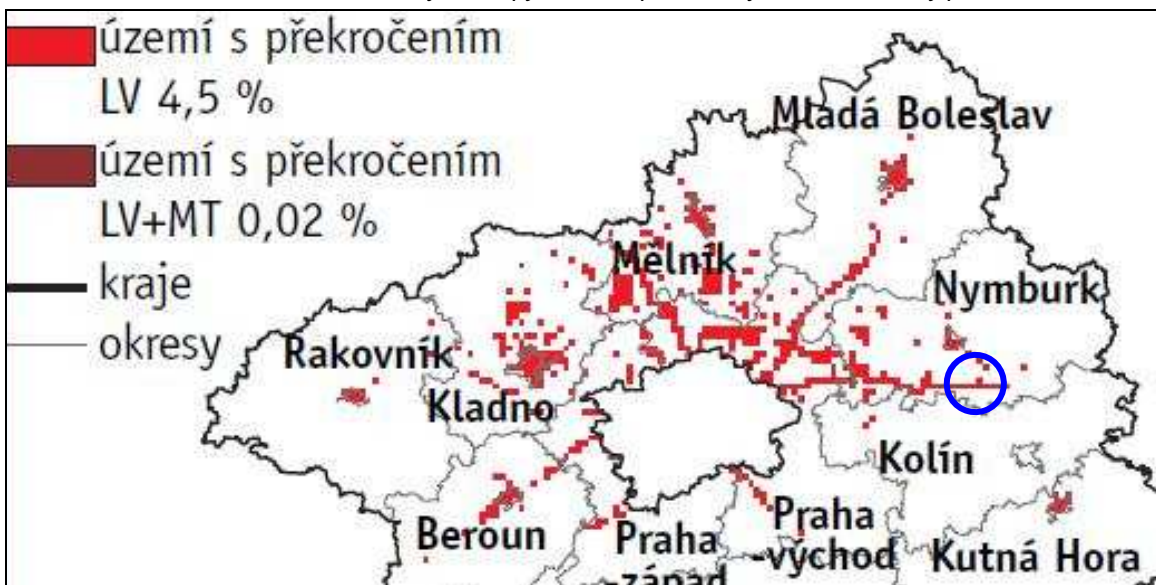 území s překročením
LV 4,5 %
území s překročením
LV+MT 0,02 %
kraje
okresy
Mladá Boleslav
Mělník
Nymburk
Rakovník
Kladno
Kolín
Beroun
Praha
-západ
Praha
-východ
Kutná Hora